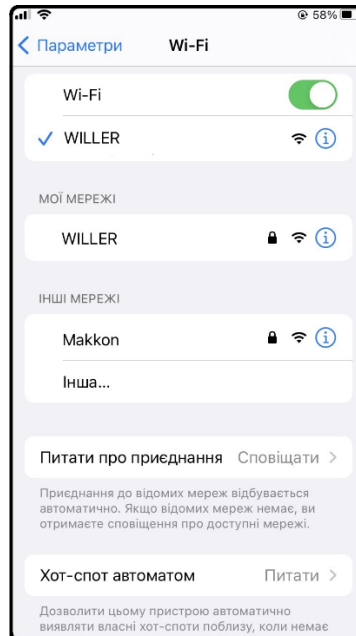 58%
Параметри
Wi-Fi
Wi-Fi
WILLER
МОЇ МЕРЕЖІ
WILLER
ІНШІ МЕРЕЖІ
Makkon
Інша...
Питати про приєднання Сповіщати
Приєднання до відомих мереж відбувається
автоматично. Якщо відомих мереж немає, ви
отримаєте сповіщення про доступні мережі.
Хот-спот автоматом Питати
Дозволити цьому пристрою автоматично
виявляти власні хот-споти поблизу, коли немає